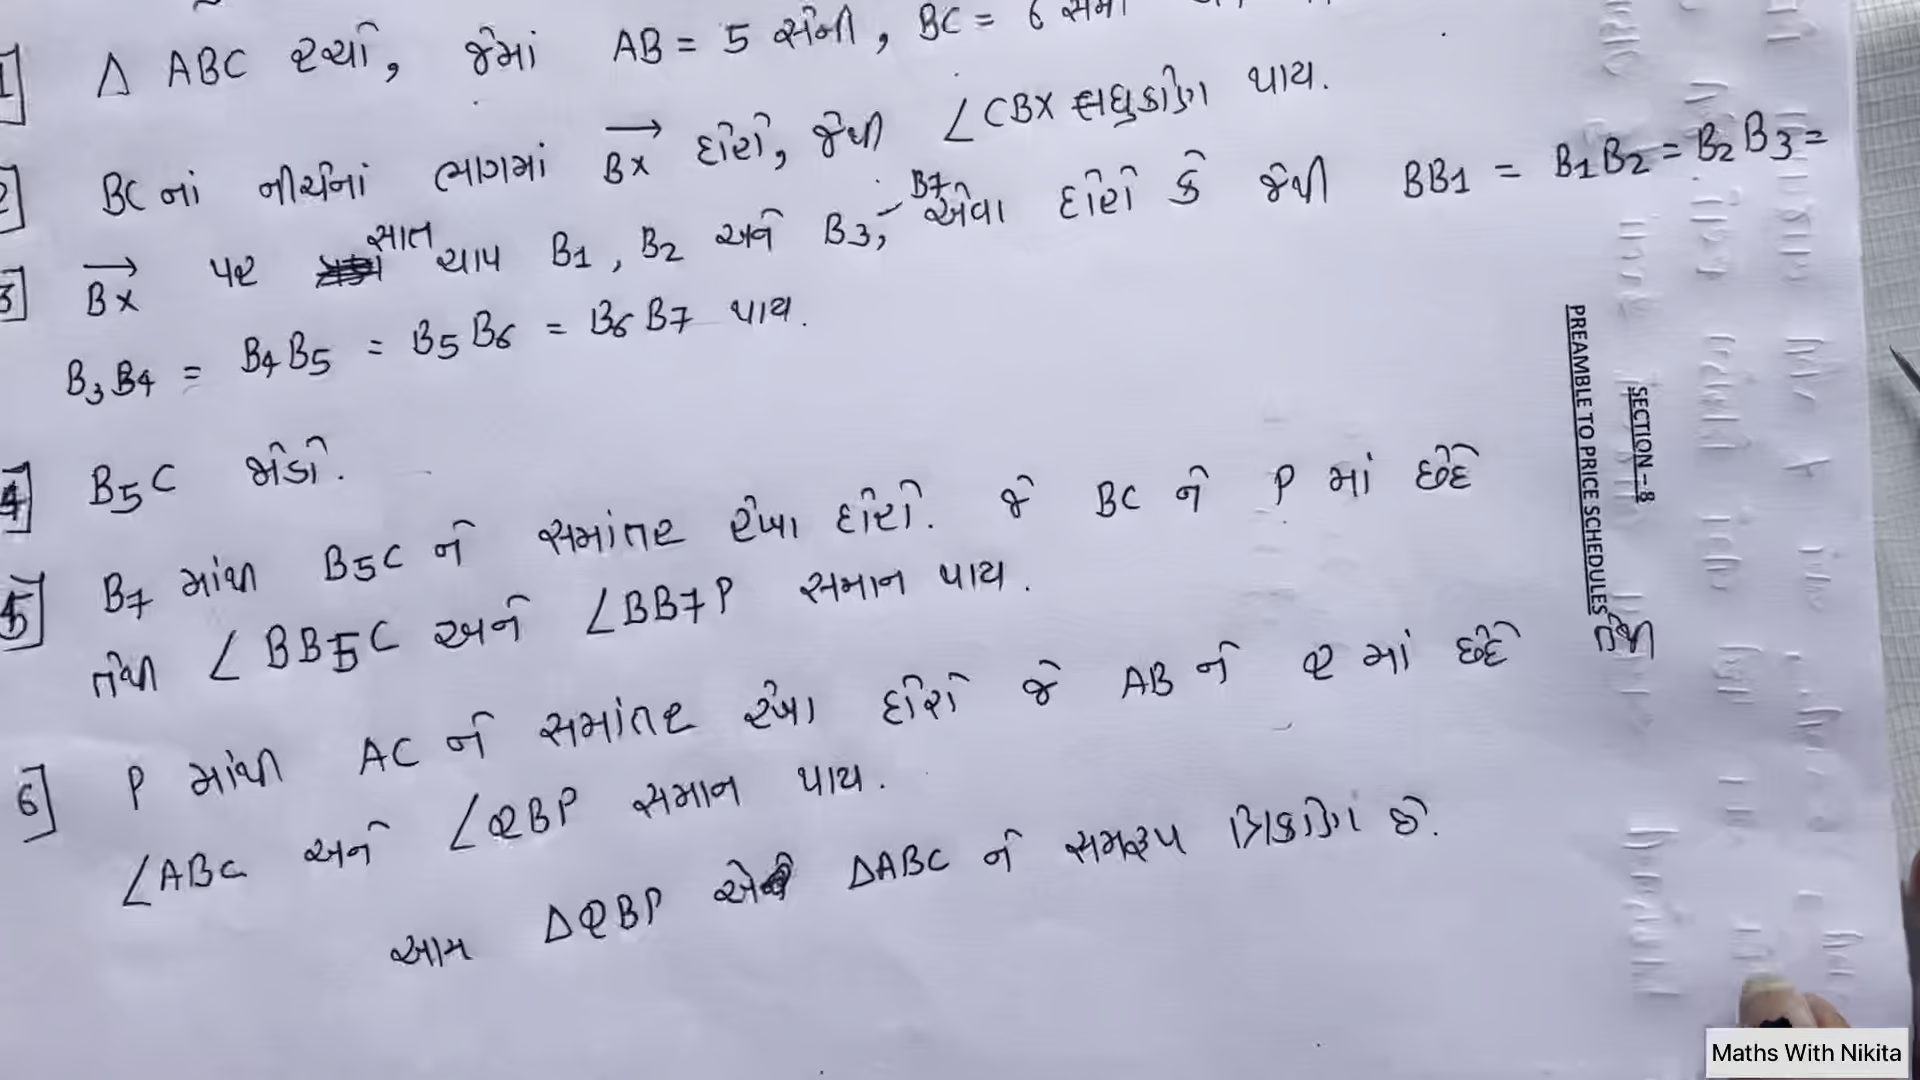 1] Δ ABC રચો, જેમાં AB = 5 સેમી, BC = 6 સેમી
2] BC નાં નીચેનાં ભાગમાં BX દોરો, જેથી ∠CBX લઘુકોણ થાય.
3] BX પર સાત ચાપ B1, B2 અને B3, - B7 એવા દોરો કે જેથી BB1 = B1B2 = B2B3 =
B3B4 = B4B5 = B5B6 = B6B7 થાય.
4] B5C જોડો.
5] B7 માંથી B5C ને સમાંતર રેખા દોરો. જે BC ને P માં છેદે
તેથી ∠BB5C અને ∠BB7P સમાન થાય.
6] P માંથી AC ને સમાંતર રેખા દોરો જે AB ને Q માં છેદે તેથી
∠ABC અને ∠QBP સમાન થાય.
આમ ΔQBP એ ΔABC ને સમરૂપ ત્રિકોણ છે.
SECTION – 8
PREAMBLE TO PRICE SCHEDULES
Maths With Nikita